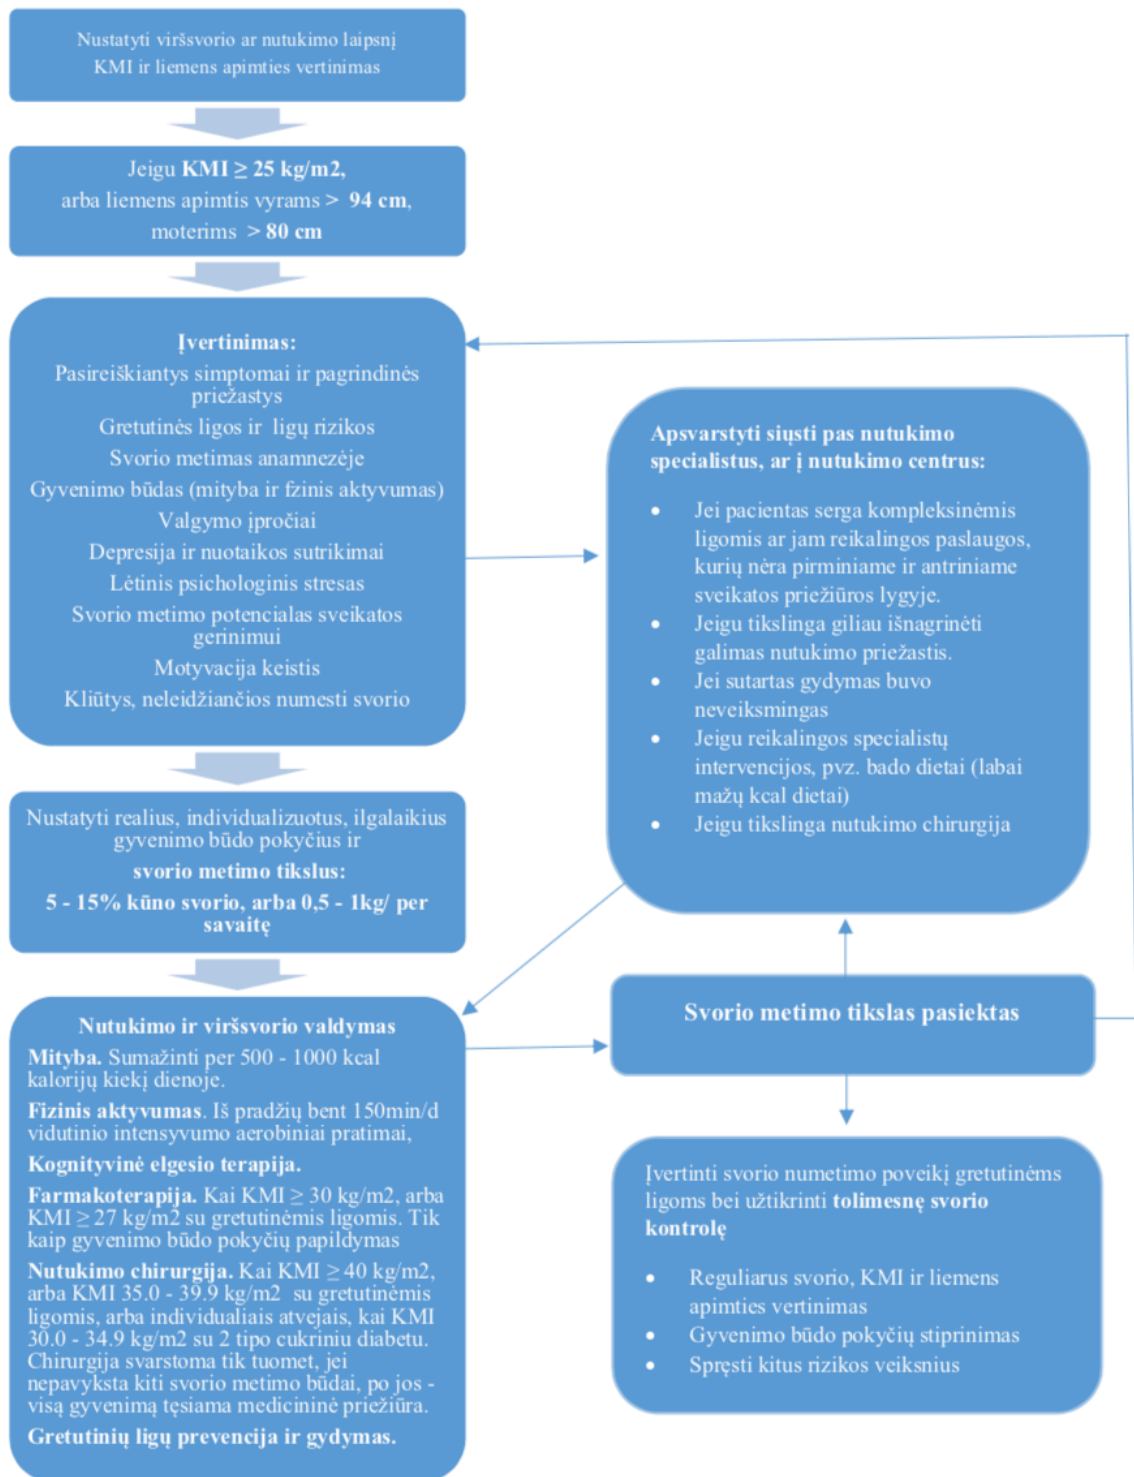 Nustatyti viršsvorio ar nutukimo laipsnį
KMI ir liemens apimties vertinimas
Jeigu KMI ≥ 25 kg/m2,
arba liemens apimtis vyrams > 94 cm,
moterims > 80 cm
Įvertinimas:
Pasireiškiantys simptomai ir pagrindinės
priežastys
Gretutinės ligos ir ligų rizikos
Svorio metimas anamnezėje
Gyvenimo būdas (mityba ir fzinis aktyvumas)
Valgymo įpročiai
Depresija ir nuotaikos sutrikimai
Lėtinis psichologinis stresas
Svorio metimo potencialas sveikatos
gerinimui
Motyvacija keistis
Kliūtys, neleidžiančios numesti svorio
Apsvarstyti siųsti pas nutukimo
specialistus, ar į nutukimo centrus:
• Jei pacientas serga kompleksinėmis
ligomis ar jam reikalingos paslaugos,
kurių nėra pirminiame ir antriniame
sveikatos priežiūros lygyje.
• Jeigu tikslinga giliau išnagrinėti
galimas nutukimo priežastis.
• Jei sutartas gydymas buvo
neveiksmingas
• Jeigu reikalingos specialistų
intervencijos, pvz. bado dietai (labai
mažų kcal dietai)
• Jeigu tikslinga nutukimo chirurgija
Nustatyti realius, individualizuotus, ilgalaikius
gyvenimo būdo pokyčius ir
svorio metimo tikslus:
5 - 15% kūno svorio, arba 0,5 - 1kg/ per
savaitę
Nutukimo ir viršsvorio valdymas
Mityba. Sumažinti per 500 - 1000 kcal
kalorijų kiekį dienoje.
Fizinis aktyvumas. Iš pradžių bent 150min/d
vidutinio intensyvumo aerobiniai pratimai,
Kognityvinė elgesio terapija.
Farmakoterapija. Kai KMI ≥ 30 kg/m2, arba
KMI ≥ 27 kg/m2 su gretutinėmis ligomis. Tik
kaip gyvenimo būdo pokyčių papildymas
Nutukimo chirurgija. Kai KMI ≥ 40 kg/m2,
arba KMI 35.0 - 39.9 kg/m2 su gretutinėmis
ligomis, arba individualiais atvejais, kai KMI
30.0 - 34.9 kg/m2 su 2 tipo cukriniu diabetu.
Chirurgija svarstoma tik tuomet, jei
nepavyksta kiti svorio metimo būdai, po jos -
visą gyvenimą tęsiama medicininė priežiūra.
Gretutinių ligų prevencija ir gydymas.
Svorio metimo tikslas pasiektas
Įvertinti svorio numetimo poveikį gretutinėms
ligoms bei užtikrinti tolimesnę svorio
kontrolę
• Reguliarus svorio, KMI ir liemens
apimties vertinimas
• Gyvenimo būdo pokyčių stiprinimas
• Spręsti kitus rizikos veiksnius